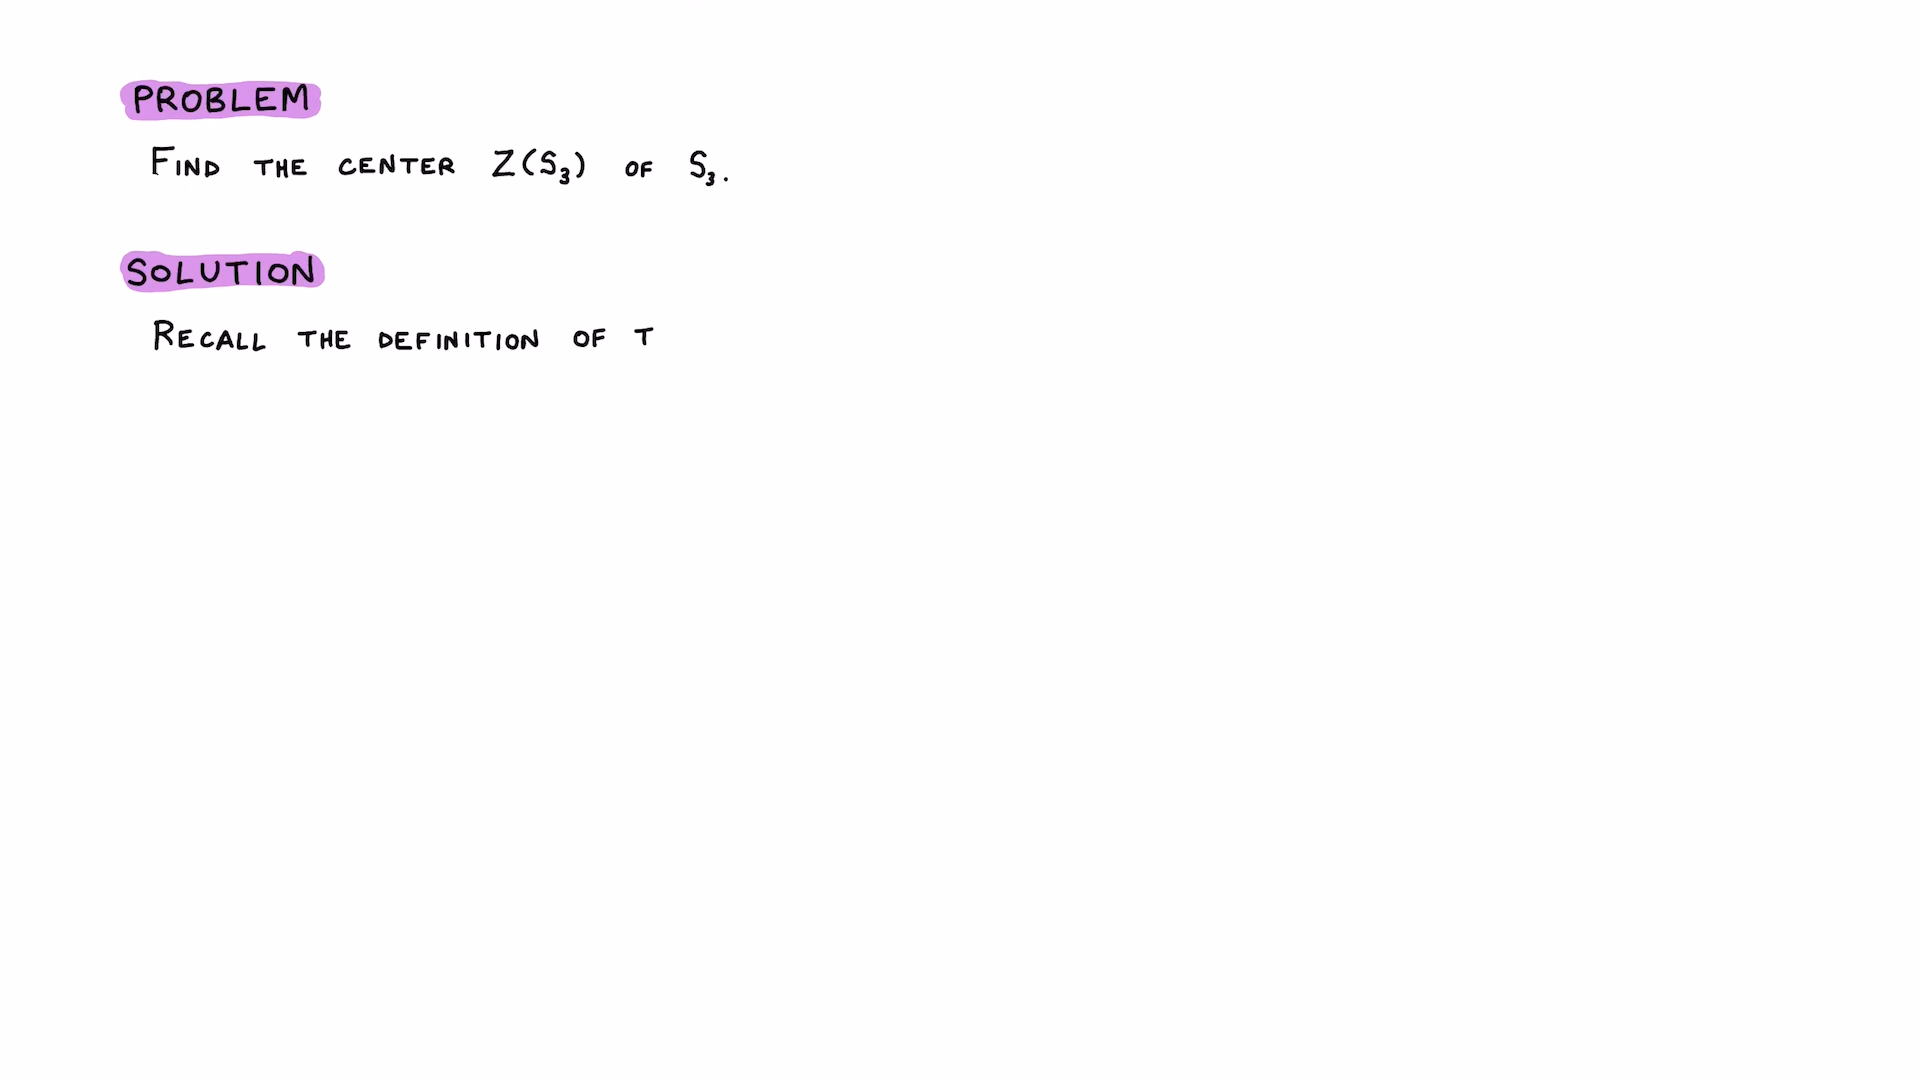 PROBLEM
FIND THE CENTER Z(S₃) OF S₃.
SOLUTION
RECALL THE DEFINITION OF T